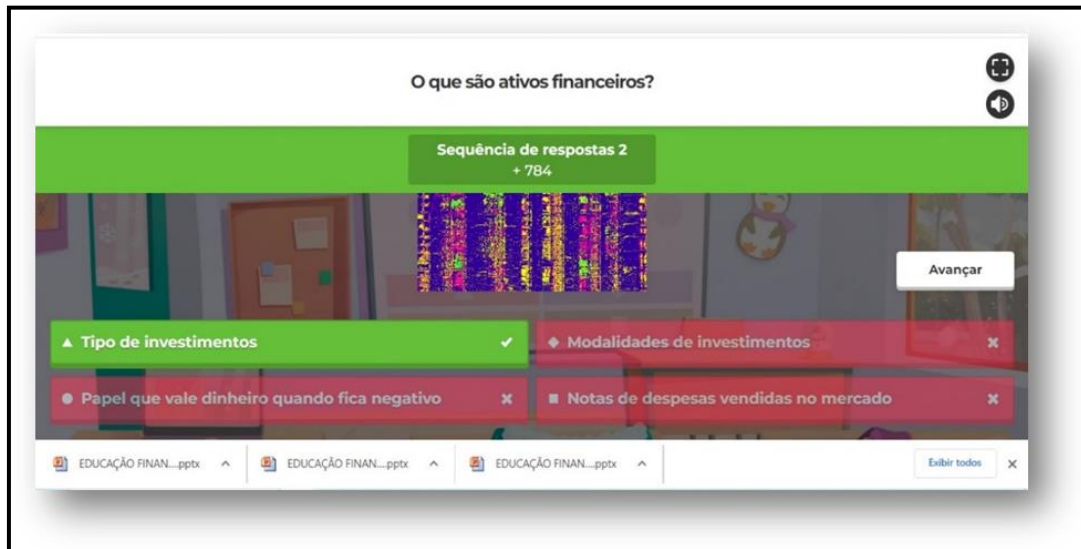 O que são ativos financeiros?
Sequência de respostas 2
+ 784
Avançar
Tipo de investimentos
Modalidades de investimentos
Papel que vale dinheiro quando fica negativo
Notas de despesas vendidas no mercado
EDUCAÇÃO FINAN....pptx
EDUCAÇÃO FINAN....pptx
EDUCAÇÃO FINAN....pptx
Exibir todos